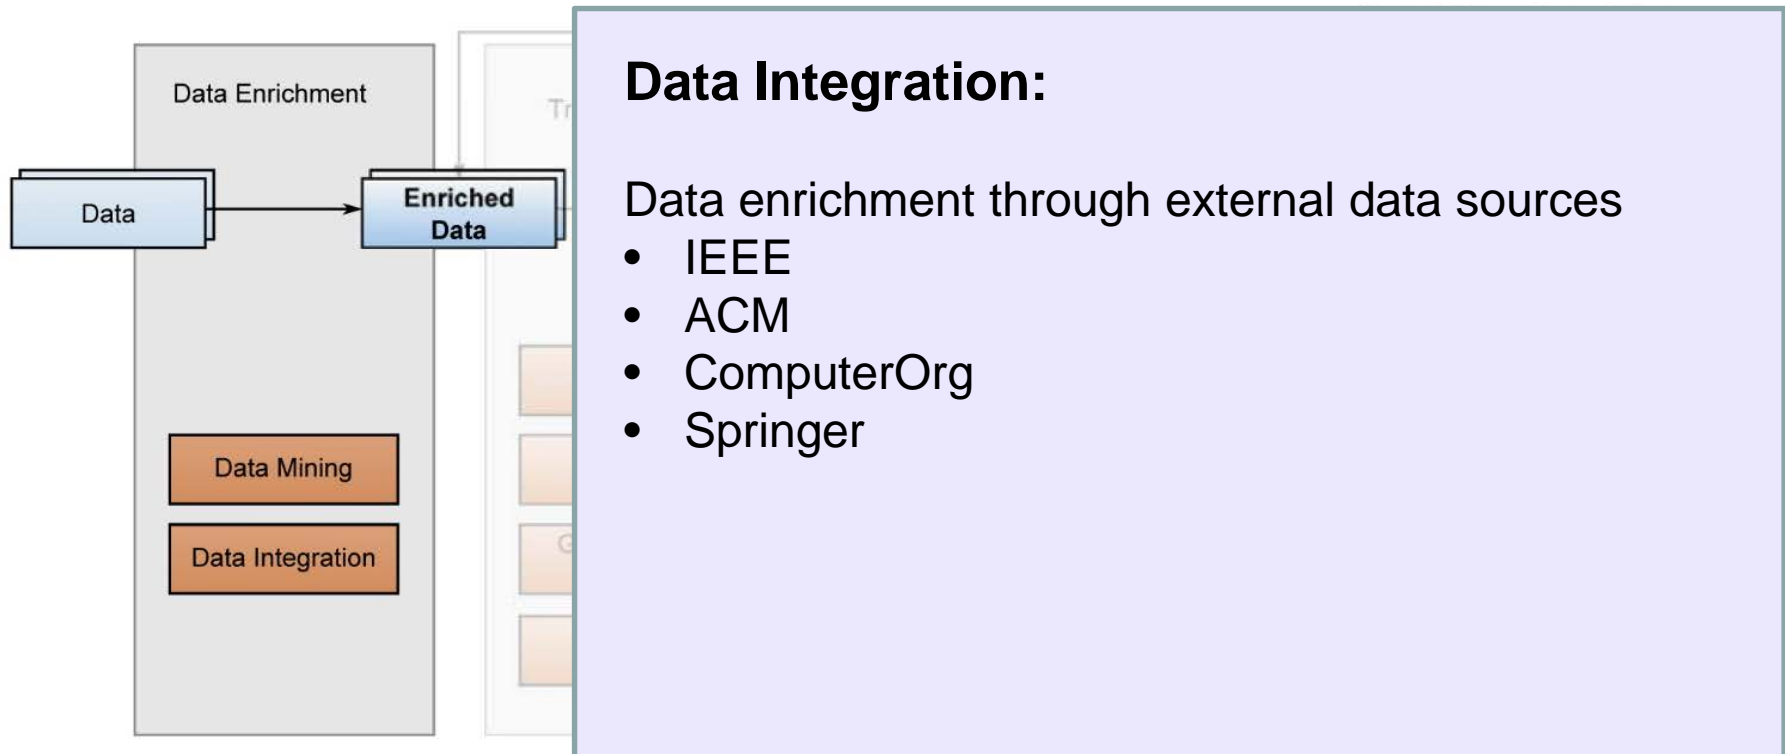 Data Enrichment
Data
Enriched
Data
Data Mining
Data Integration
Tr
G
Data Integration:
Data enrichment through external data sources
• IEEE
• ACM
• ComputerOrg
• Springer